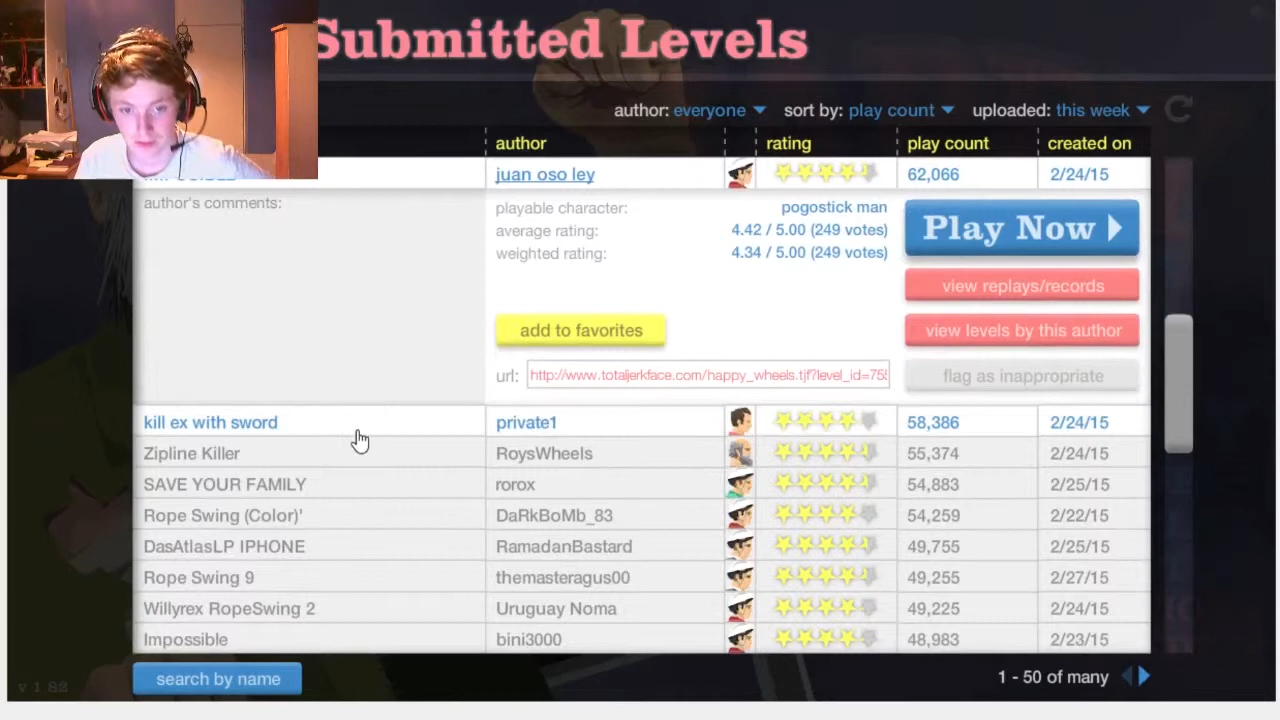 Submitted Levels
author: everyone sort by: play count uploaded: this week
author rating play count created on
juan oso ley 62,066 2/24/15
author's comments:
playable character: pogostick man
average rating: 4.42 / 5.00 (249 votes)
weighted rating: 4.34 / 5.00 (249 votes)
Play Now
view replays/records
add to favorites
view levels by this author
url: http://www.totaljerkface.com/happy_wheels.tjf?level_id=75
flag as inappropriate
kill ex with sword private1 58,386 2/24/15
Zipline Killer RoysWheels 55,374 2/24/15
SAVE YOUR FAMILY rorox 54,883 2/25/15
Rope Swing (Color)' DaRkBoMb_83 54,259 2/22/15
DasAtlasLP IPHONE RamadanBastard 49,755 2/25/15
Rope Swing 9 themasteragus00 49,255 2/27/15
Willyrex RopeSwing 2 Uruguay Noma 49,225 2/24/15
Impossible bini3000 48,983 2/23/15
search by name
1 - 50 of many
v 1.82